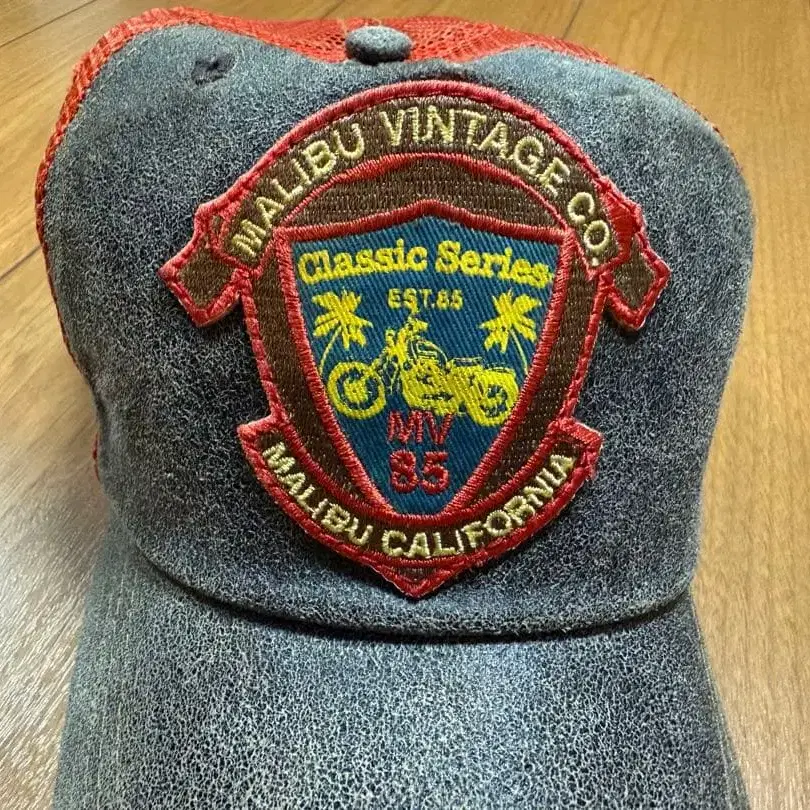 MALIBU VINTAGE CO.
Classic Series
EST.85
MV
85
MALIBU CALIFORNIA